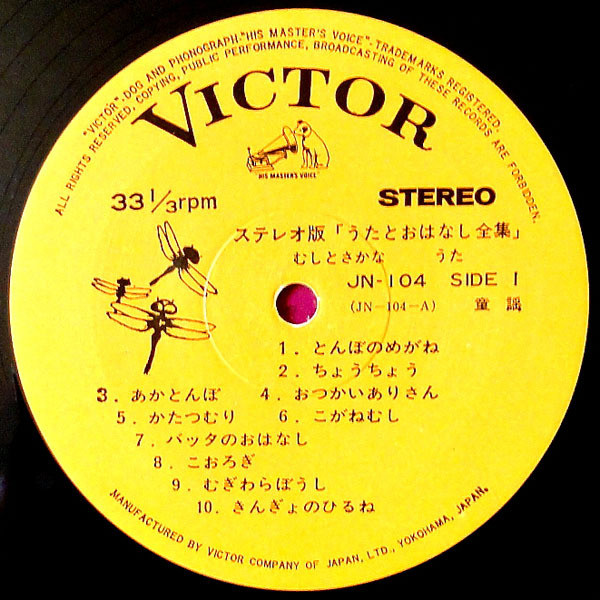 "VICTOR"-DOG AND PHONOGRAPH-"HIS MASTER'S VOICE"-TRADEMARKS REGISTERED.
ALL RIGHTS RESERVED, COPYING, PUBLIC PERFORMANCE, BROADCASTING OF THESE RECORDS ARE FORBIDDEN.
VICTOR
HIS MASTER'S VOICE
33 1/3 rpm
STEREO
ステレオ版「うたとおはなし全集」
むしとさかな うた
JN-104 SIDE 1
(JN-104-A) 童謡
1. とんぼのめがね
2. ちょうちょう
3. あかとんぼ 4. おつかいありさん
5. かたつむり 6. こがねむし
7. バッタのおはなし
8. こおろぎ
9. むぎわらぼうし
10. きんぎょのひるね
MANUFACTURED BY VICTOR COMPANY OF JAPAN, LTD., YOKOHAMA, JAPAN.